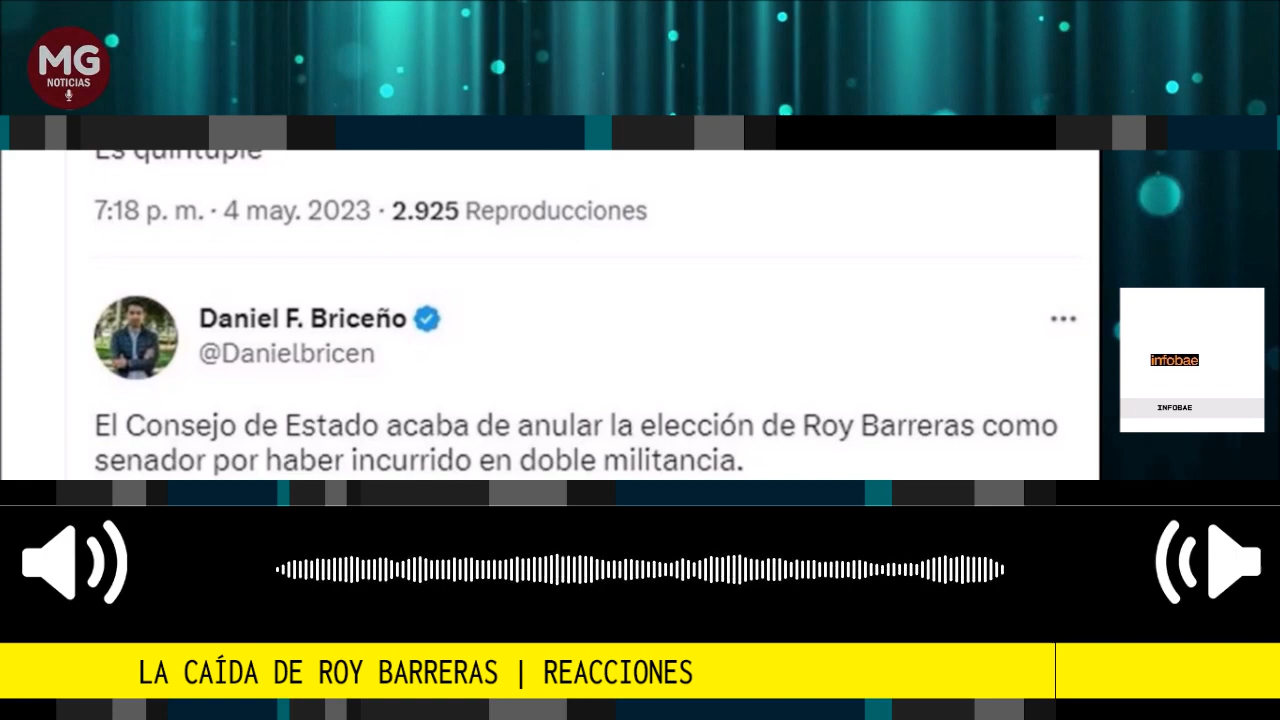 MG
NOTICIAS
Es quíntuple
7:18 p. m. · 4 may. 2023 · 2.925 Reproducciones
Daniel F. Briceño
@Danielbricen
El Consejo de Estado acaba de anular la elección de Roy Barreras como
senador por haber incurrido en doble militancia.
infobae
INFOBAE
LA CAÍDA DE ROY BARRERAS | REACCIONES